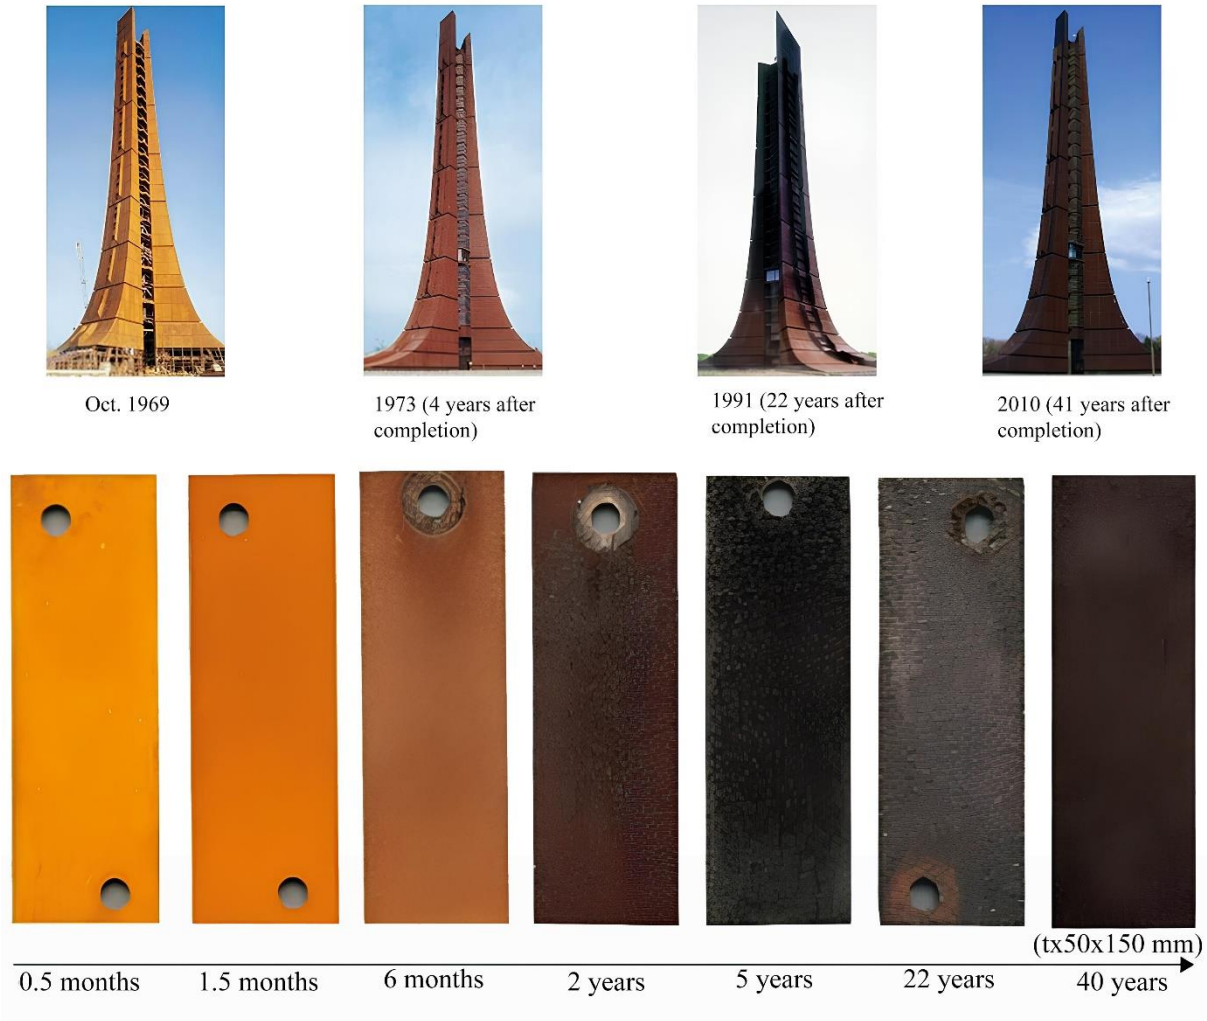 Oct. 1969
1973 (4 years after
completion)
1991 (22 years after
completion)
2010 (41 years after
completion)
(tx50x150 mm)
0.5 months
1.5 months
6 months
2 years
5 years
22 years
40 years